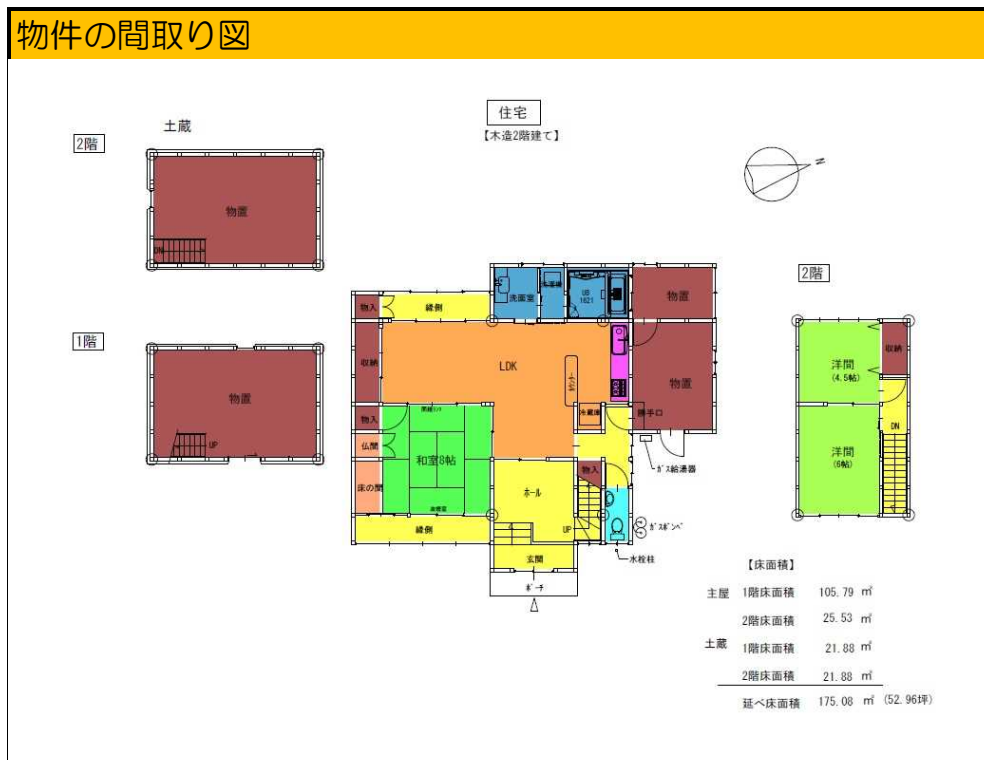 物件の間取り図
住宅
【木造2階建て】
土蔵
2階
物置
DN
1階
物置
UP
N
物入
縁側
洗面室
UB
1621
物置
収納
LDK
カウンター
物置
物入
冷蔵庫
勝手口
仏間
和室8帖
床の間
ホール
物入
UP
ガス給湯器
ガスボンベ
縁側
玄関
水栓柱
ポーチ
2階
洋間
(4.5帖)
収納
洋間
(6帖)
DN
【床面積】
主屋 1階床面積 105.79 ㎡
2階床面積 25.53 ㎡
土蔵 1階床面積 21.88 ㎡
2階床面積 21.88 ㎡
延べ床面積 175.08 ㎡ (52.96坪)